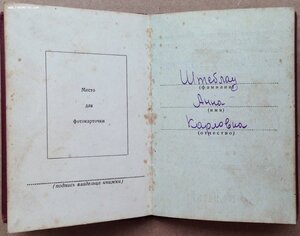 Место
для
фотокарточки
(подпись владельца книжки)
Штеблау
(фамилия)
Анна
(имя)
Карловна
(отчество)